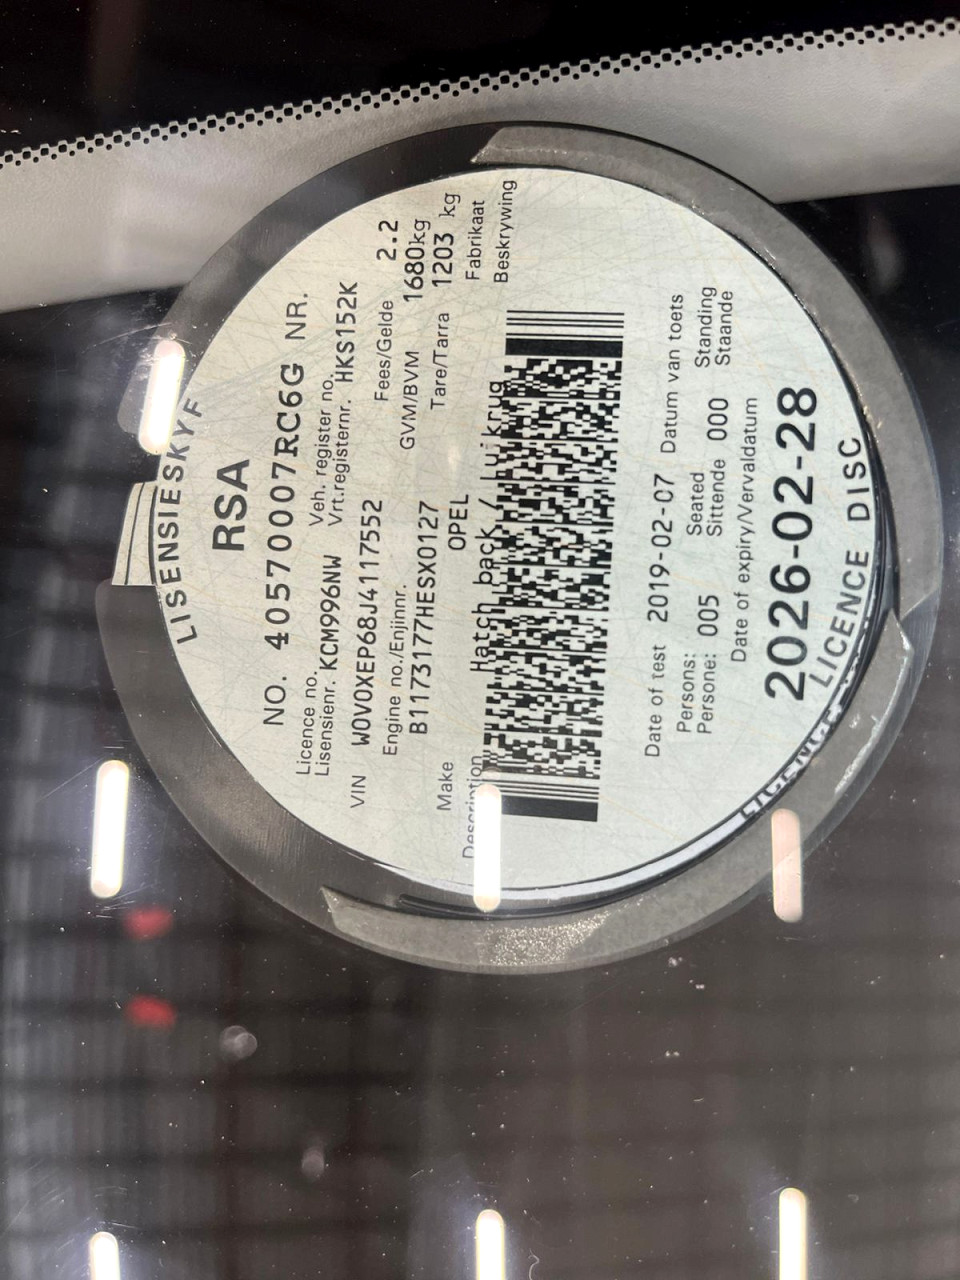 LISENSIESKYF
RSA
NO. 40570007RC6G NR.
Licence no. KCM996NW Veh. register no. HKS152K
Lisensienr. Vrt.registernr.
VIN W0V0XEP68J4117552 Fees/Gelde 2.2
Engine no./Enjinnr. GVM/BVM 1680kg
B1173177HESX0127 Tare/Tarra 1203 kg
Make OPEL Fabrikaat
Description Hatch back / luikrug Beskrywing
Date of test 2019-02-07 Datum van toets
Persons: 005 Seated 000 Standing
Persone: Sittende Staande
Date of expiry/Vervaldatum
2026-02-28
LICENCE DISC